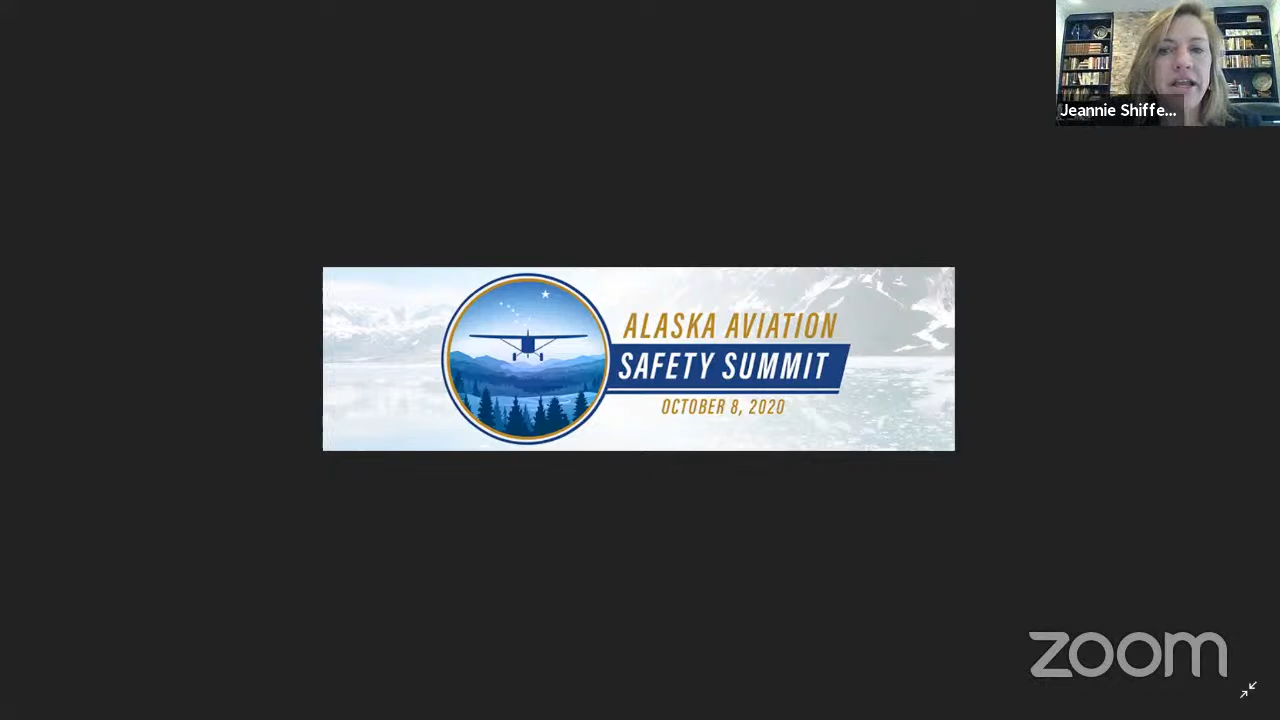 Jeannie Shiffe...
ALASKA AVIATION
SAFETY SUMMIT
OCTOBER 8, 2020
zoom